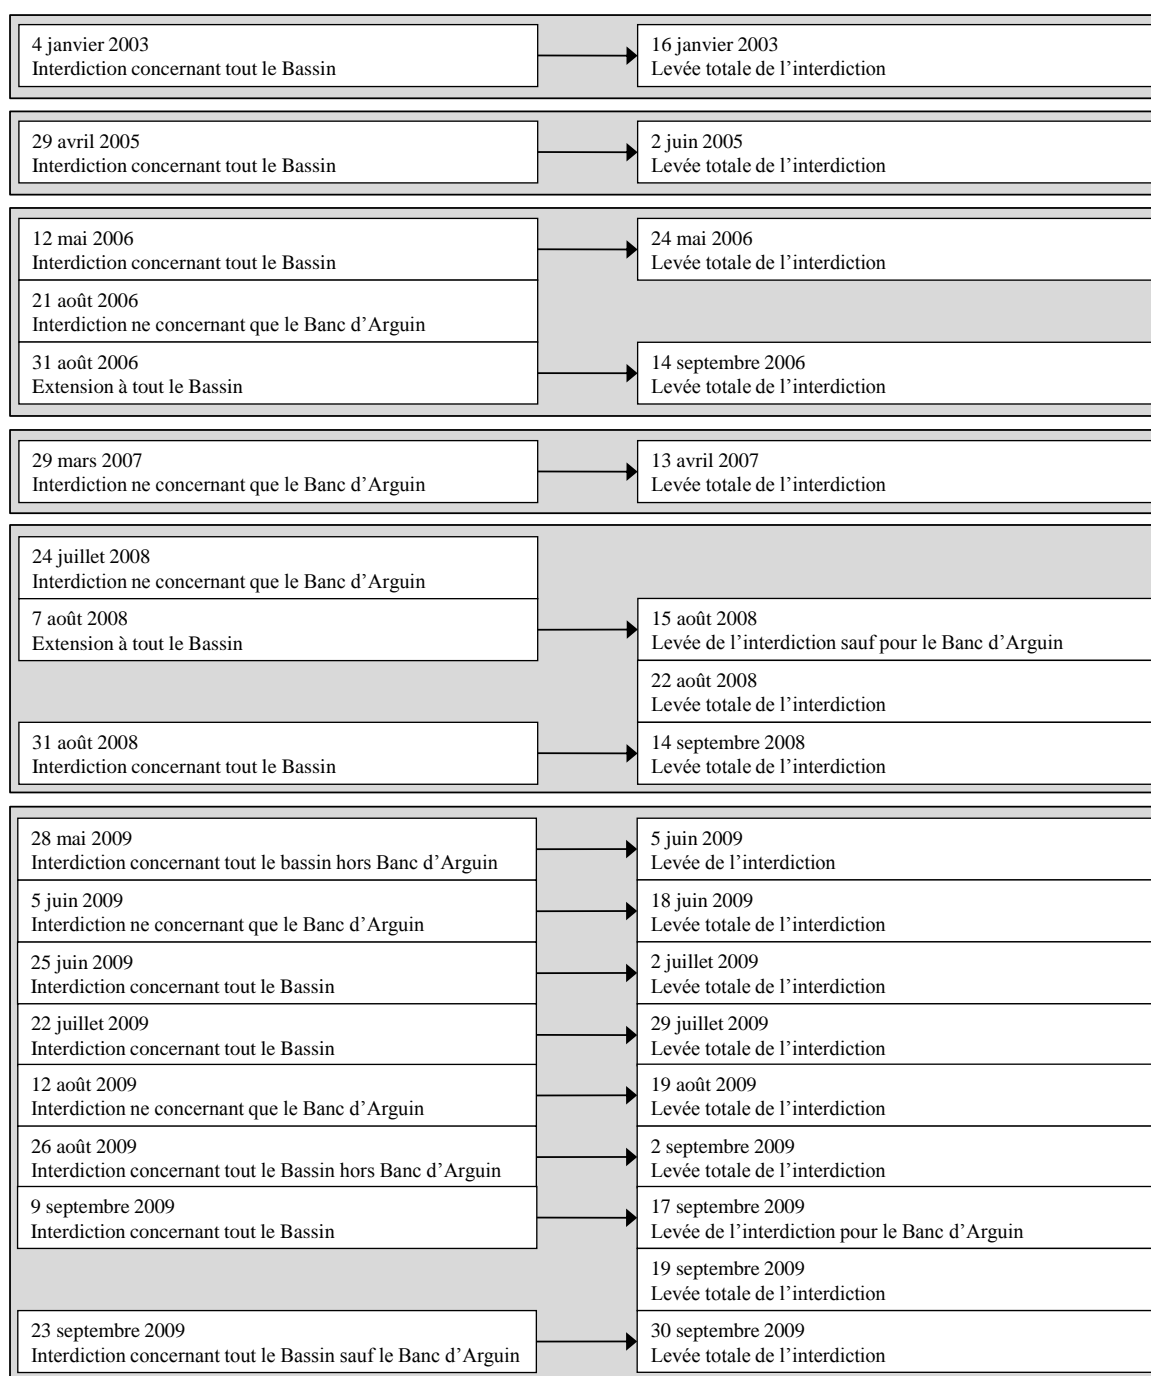 4 janvier 2003
Interdiction concernant tout le Bassin
16 janvier 2003
Levée totale de l’interdiction
29 avril 2005
Interdiction concernant tout le Bassin
2 juin 2005
Levée totale de l’interdiction
12 mai 2006
Interdiction concernant tout le Bassin
24 mai 2006
Levée totale de l’interdiction
21 août 2006
Interdiction ne concernant que le Banc d’Arguin
31 août 2006
Extension à tout le Bassin
14 septembre 2006
Levée totale de l’interdiction
29 mars 2007
Interdiction ne concernant que le Banc d’Arguin
13 avril 2007
Levée totale de l’interdiction
24 juillet 2008
Interdiction ne concernant que le Banc d’Arguin
7 août 2008
Extension à tout le Bassin
15 août 2008
Levée de l’interdiction sauf pour le Banc d’Arguin
22 août 2008
Levée totale de l’interdiction
31 août 2008
Interdiction concernant tout le Bassin
14 septembre 2008
Levée totale de l’interdiction
28 mai 2009
Interdiction concernant tout le bassin hors Banc d’Arguin
5 juin 2009
Levée de l’interdiction
5 juin 2009
Interdiction ne concernant que le Banc d’Arguin
18 juin 2009
Levée totale de l’interdiction
25 juin 2009
Interdiction concernant tout le Bassin
2 juillet 2009
Levée totale de l’interdiction
22 juillet 2009
Interdiction concernant tout le Bassin
29 juillet 2009
Levée totale de l’interdiction
12 août 2009
Interdiction ne concernant que le Banc d’Arguin
19 août 2009
Levée totale de l’interdiction
26 août 2009
Interdiction concernant tout le Bassin hors Banc d’Arguin
2 septembre 2009
Levée totale de l’interdiction
9 septembre 2009
Interdiction concernant tout le Bassin
17 septembre 2009
Levée de l’interdiction pour le Banc d’Arguin
19 septembre 2009
Levée totale de l’interdiction
23 septembre 2009
Interdiction concernant tout le Bassin sauf le Banc d’Arguin
30 septembre 2009
Levée totale de l’interdiction